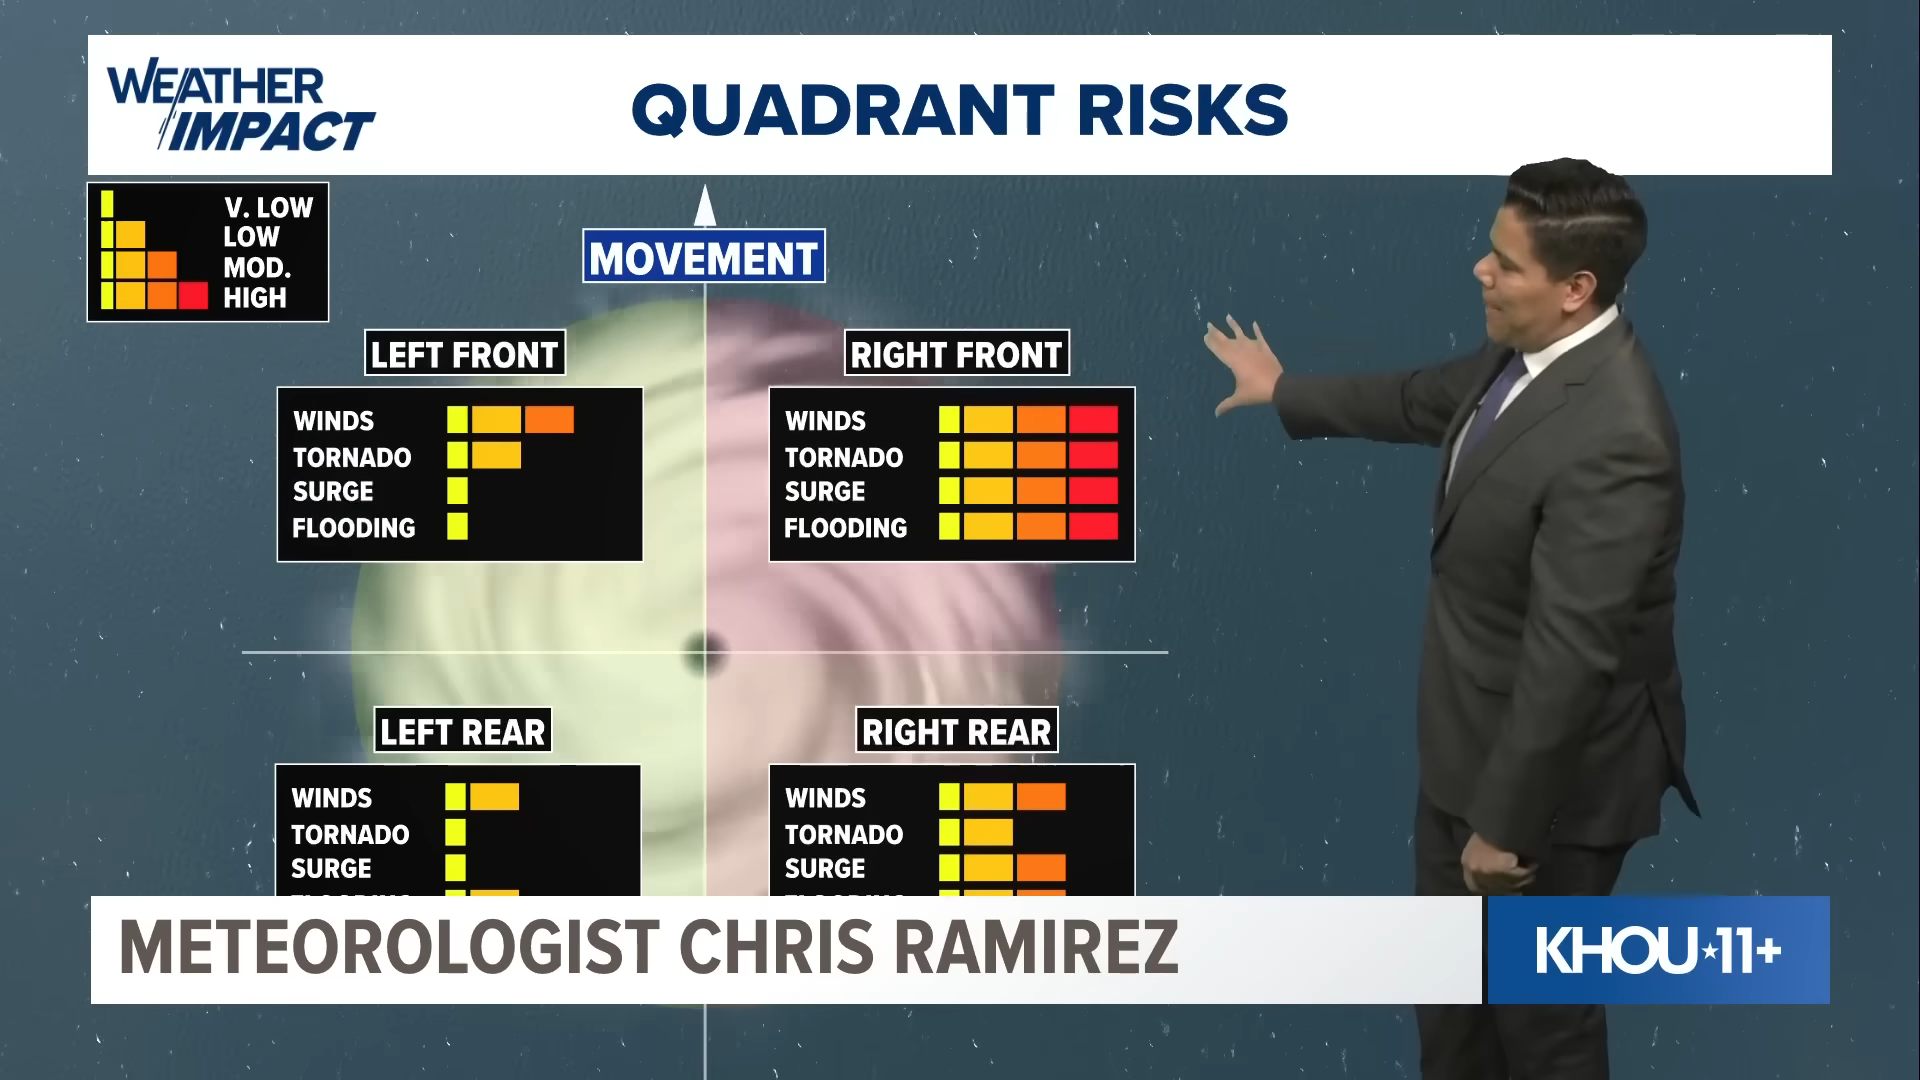 WEATHER
IMPACT
QUADRANT RISKS
V. LOW
LOW
MOD.
HIGH
MOVEMENT
LEFT FRONT
WINDS
TORNADO
SURGE
FLOODING
RIGHT FRONT
WINDS
TORNADO
SURGE
FLOODING
LEFT REAR
WINDS
TORNADO
SURGE
RIGHT REAR
WINDS
TORNADO
SURGE
METEOROLOGIST CHRIS RAMIREZ
KHOU★11+